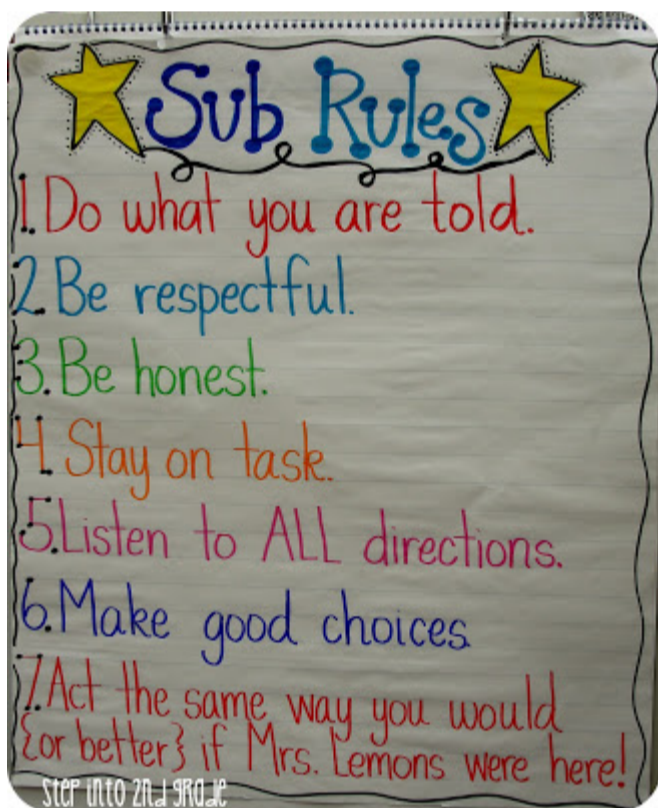 Sub Rules
1. Do what you are told.
2. Be respectful.
3. Be honest.
4. Stay on task.
5. Listen to ALL directions.
6. Make good choices
7. Act the same way you would
{or better} if Mrs. Lemons were here!
Step into 2nd grade